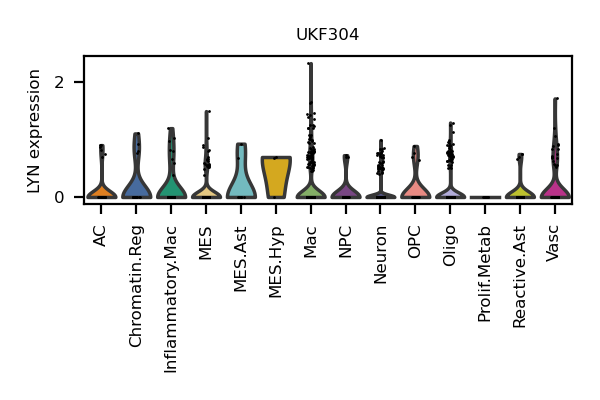 UKF304
LYN expression
2
0
AC
Chromatin.Reg
Inflammatory.Mac
MES
MES.Ast
MES.Hyp
Mac
NPC
Neuron
OPC
Oligo
Prolif.Metab
Reactive.Ast
Vasc